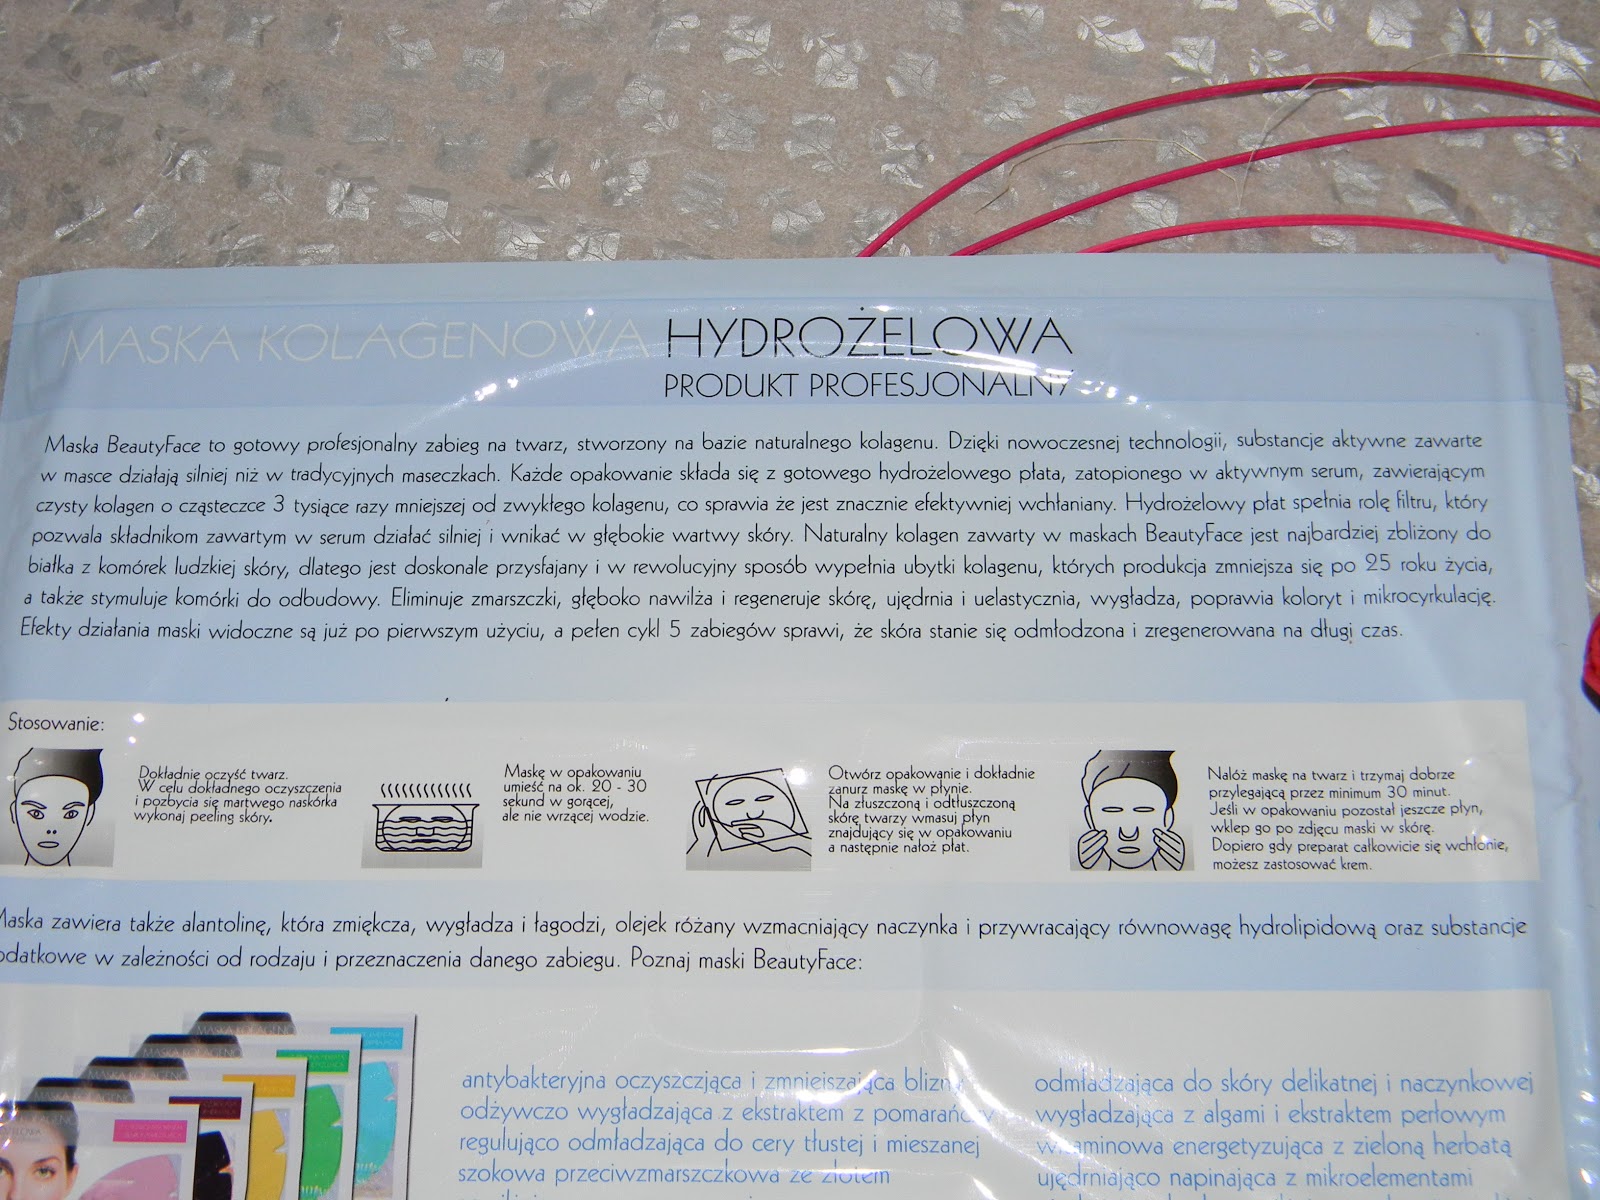 MASKA KOLAGENOWA HYDROŻELOWA
PRODUKT PROFESJONALNY
Maska BeautyFace to gotowy profesjonalny zabieg na twarz, stworzony na bazie naturalnego kolagenu. Dzięki nowoczesnej technologii, substancje aktywne zawarte
w masce działają silniej niż w tradycyjnych maseczkach. Każde opakowanie składa się z gotowego hydrożelowego płata, zatopionego w aktywnym serum, zawierającym
czysty kolagen o cząsteczce 3 tysiące razy mniejszej od zwykłego kolagenu, co sprawia że jest znacznie efektywniej wchłaniany. Hydrożelowy płat spełnia rolę filtru, który
pozwala składnikom zawartym w serum działać silniej i wnikać w głębokie wartwy skóry. Naturalny kolagen zawarty w maskach BeautyFace jest najbardziej zbliżony do
białka z komórek ludzkiej skóry, dlatego jest doskonale przysfajany i w rewolucyjny sposób wypełnia ubytki kolagenu, których produkcja zmniejsza się po 25 roku życia,
a także stymuluje komórki do odbudowy. Eliminuje zmarszczki, głęboko nawilża i regeneruje skórę, ujędrnia i uelastycznia, wygładza, poprawia koloryt i mikrocyrkulację.
Efekty działania maski widoczne są już po pierwszym użyciu, a pełen cykl 5 zabiegów sprawi, że skóra stanie się odmłodzona i zregenerowana na długi czas.
Stosowanie:
Dokładnie oczyść twarz.
W celu dokładnego oczyszczenia
i pozbycia się martwego naskórka
wykonaj peeling skóry.
Maskę w opakowaniu
umieść na ok. 20 - 30
sekund w gorącej,
ale nie wrzącej wodzie.
Otwórz opakowanie i dokładnie
zanurz maskę w płynie.
Na złuszczoną i odtłuszczoną
skórę twarzy wmasuj płyn
znajdujący się w opakowaniu
a następnie nałoż płat.
Nalóż maskę na twarz i trzymaj dobrze
przylegającą przez minimum 30 minut.
Jeśli w opakowaniu pozostał jeszcze płyn,
wklep go po zdjęcu maski w skórę.
Dopiero gdy preparat całkowicie się wchłonie,
możesz zastosować krem.
Maska zawiera także alantolinę, która zmiękcza, wygładza i łagodzi, olejek różany wzmacniający naczynka i przywracający równowagę hydrolipidową oraz substancje
odatkowe w zależności od rodzaju i przeznaczenia danego zabiegu. Poznaj maski BeautyFace:
MASKA KOLAGENO
antybakteryjna oczyszcząca i zmniejszająca blizny
odżywczo wygładzająca z ekstraktem z pomarańczy
regulująco odmładzająca do cery tłustej i mieszanej
szokowa przeciwzmarszczkowa ze złotem
odmładzająca do skóry delikatnej i naczynkowej
wygładzająca z algami i ekstraktem perłowym
witaminowa energetyzująca z zieloną herbatą
ujędrniająco napinająca z mikroelementami